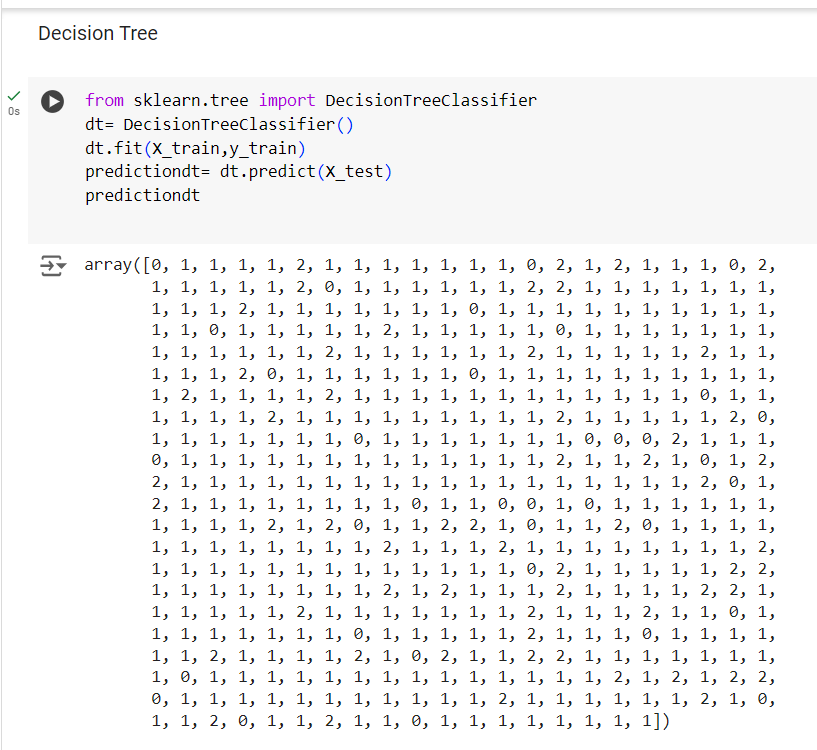 Decision Tree
0s
from sklearn.tree import DecisionTreeClassifier
dt= DecisionTreeClassifier()
dt.fit(X_train,y_train)
predictiondt= dt.predict(X_test)
predictiondt
array([0, 1, 1, 1, 1, 2, 1, 1, 1, 1, 1, 1, 1, 0, 2, 1, 2, 1, 1, 1, 0, 2,
1, 1, 1, 1, 1, 2, 0, 1, 1, 1, 1, 1, 1, 2, 2, 1, 1, 1, 1, 1, 1, 1,
1, 1, 1, 2, 1, 1, 1, 1, 1, 1, 1, 0, 1, 1, 1, 1, 1, 1, 1, 1, 1, 1,
1, 1, 0, 1, 1, 1, 1, 1, 2, 1, 1, 1, 1, 1, 0, 1, 1, 1, 1, 1, 1, 1,
1, 1, 1, 1, 1, 1, 2, 1, 1, 1, 1, 1, 1, 2, 1, 1, 1, 1, 1, 2, 1, 1,
1, 1, 1, 2, 0, 1, 1, 1, 1, 1, 1, 0, 1, 1, 1, 1, 1, 1, 1, 1, 1, 1,
1, 2, 1, 1, 1, 1, 2, 1, 1, 1, 1, 1, 1, 1, 1, 1, 1, 1, 1, 0, 1, 1,
1, 1, 1, 1, 2, 1, 1, 1, 1, 1, 1, 1, 1, 1, 2, 1, 1, 1, 1, 1, 2, 0,
1, 1, 1, 1, 1, 1, 1, 0, 1, 1, 1, 1, 1, 1, 1, 0, 0, 0, 2, 1, 1, 1,
0, 1, 1, 1, 1, 1, 1, 1, 1, 1, 1, 1, 1, 1, 2, 1, 1, 2, 1, 0, 1, 2,
2, 1, 1, 1, 1, 1, 1, 1, 1, 1, 1, 1, 1, 1, 1, 1, 1, 1, 1, 2, 0, 1,
2, 1, 1, 1, 1, 1, 1, 1, 1, 0, 1, 1, 0, 0, 1, 0, 1, 1, 1, 1, 1, 1,
1, 1, 1, 1, 2, 1, 2, 0, 1, 1, 2, 2, 1, 0, 1, 1, 2, 0, 1, 1, 1, 1,
1, 1, 1, 1, 1, 1, 1, 1, 2, 1, 1, 1, 2, 1, 1, 1, 1, 1, 1, 1, 1, 2,
1, 1, 1, 1, 1, 1, 1, 1, 1, 1, 1, 1, 1, 0, 2, 1, 1, 1, 1, 1, 2, 2,
1, 1, 1, 1, 1, 1, 1, 1, 2, 1, 2, 1, 1, 1, 2, 1, 1, 1, 1, 2, 2, 1,
1, 1, 1, 1, 1, 2, 1, 1, 1, 1, 1, 1, 1, 2, 1, 1, 1, 2, 1, 1, 0, 1,
1, 1, 1, 1, 1, 1, 1, 0, 1, 1, 1, 1, 1, 2, 1, 1, 1, 0, 1, 1, 1, 1,
1, 1, 2, 1, 1, 1, 1, 2, 1, 0, 2, 1, 1, 2, 2, 1, 1, 1, 1, 1, 1, 1,
1, 0, 1, 1, 1, 1, 1, 1, 1, 1, 1, 1, 1, 1, 1, 1, 2, 1, 2, 1, 2, 2,
0, 1, 1, 1, 1, 1, 1, 1, 1, 1, 1, 1, 2, 1, 1, 1, 1, 1, 1, 2, 1, 0,
1, 1, 2, 0, 1, 1, 2, 1, 1, 0, 1, 1, 1, 1, 1, 1, 1, 1])